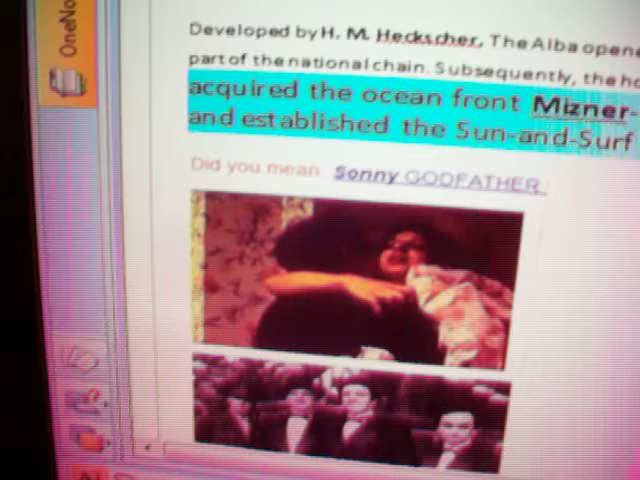 OneNo
Developed by H. M. Heckscher, The Alba opene
part of the national chain. Subsequently, the ho
acquired the ocean front Mizner-
and established the Sun-and-Surf
Did you mean Sonny GODFATHER